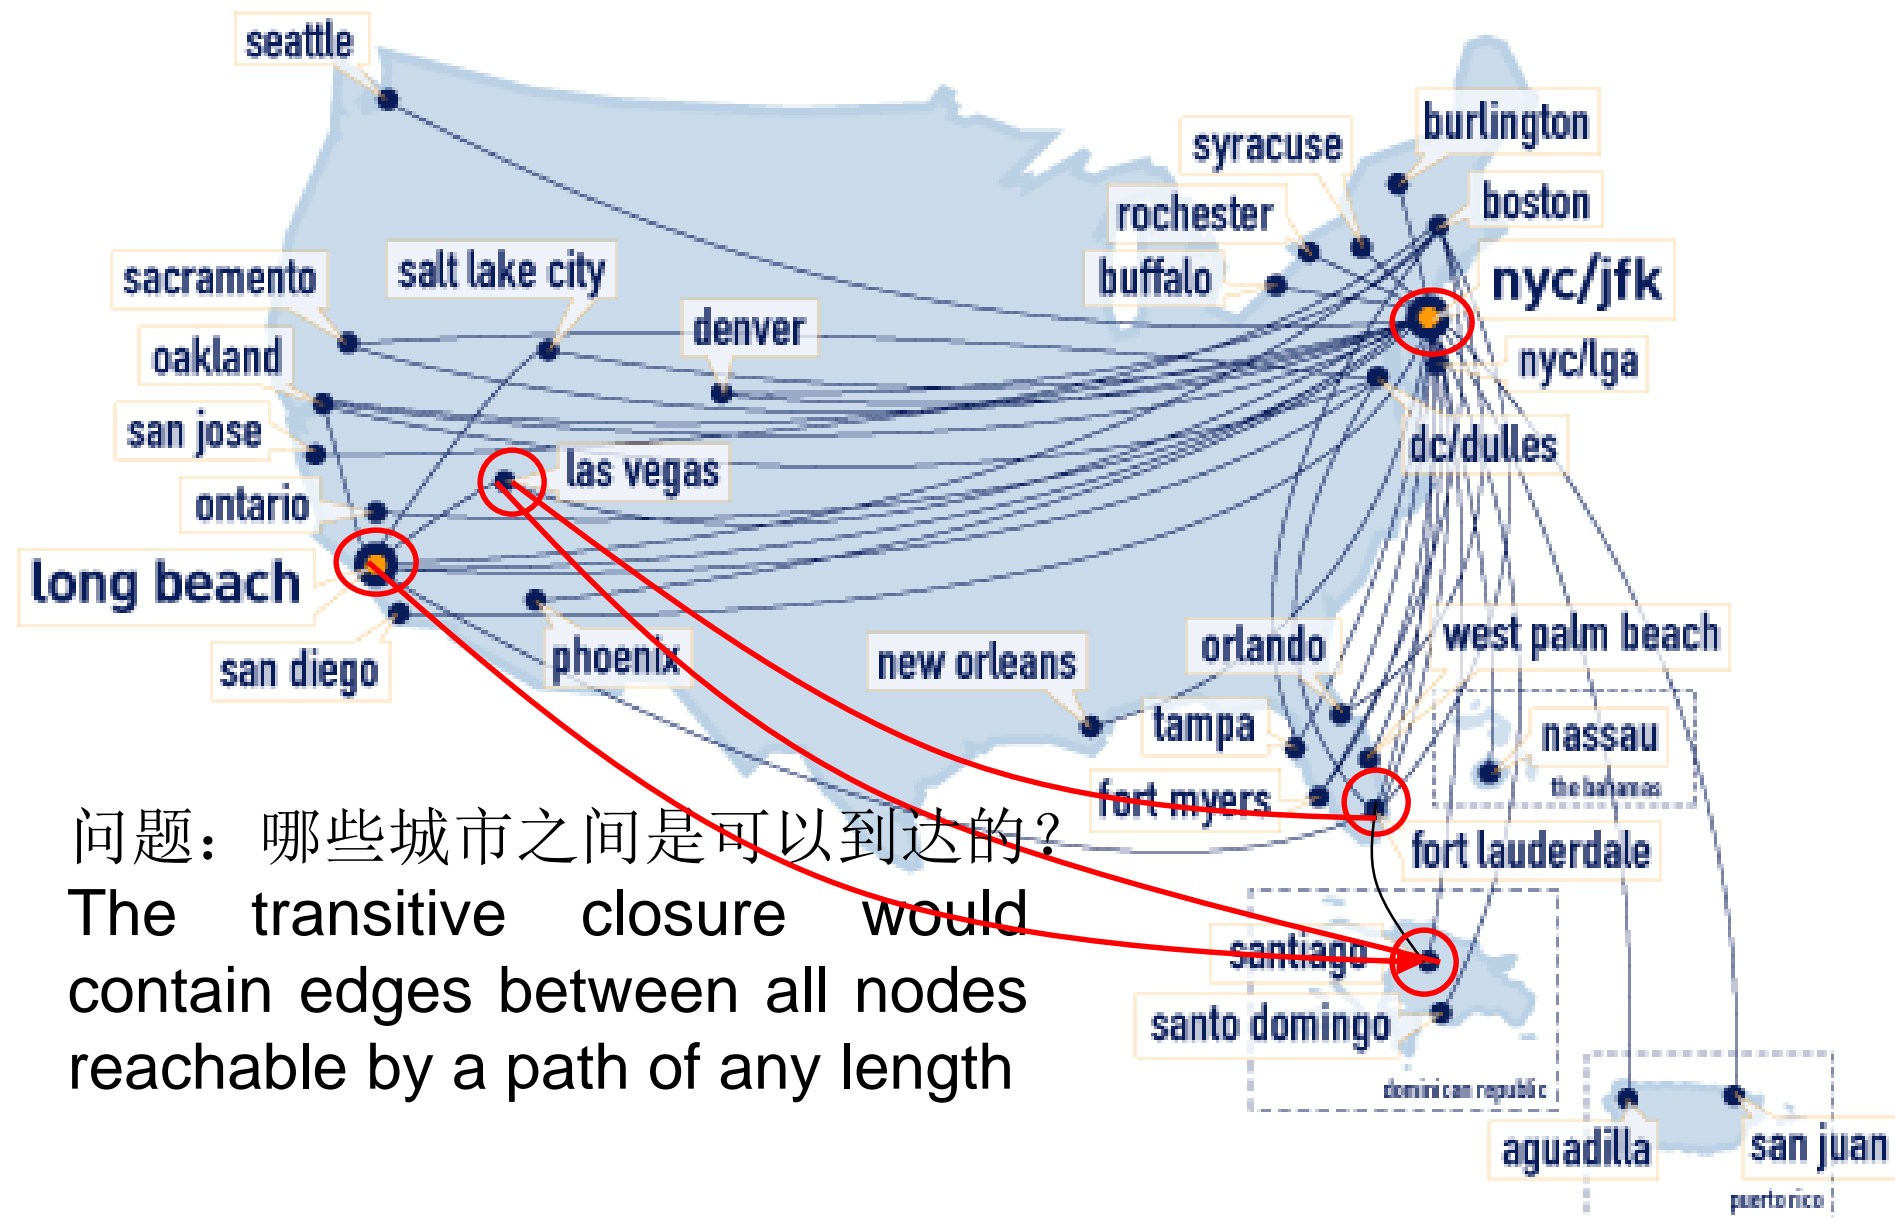 seattle
burlington
syracuse
boston
rochester
salt lake city
sacramento
buffalo
nyc/jfk
denver
oakland
nyc/lga
san jose
dc/dulles
las vegas
ontario
long beach
west palm beach
orlando
phoenix
new orleans
san diego
tampa
nassau
the bahamas
fort myers
fort lauderdale
问题：哪些城市之间是可以到达的？
The transitive closure would
contain edges between all nodes
reachable by a path of any length
santiago
santo domingo
dominican republic
aguadilla
san juan
puerto rico